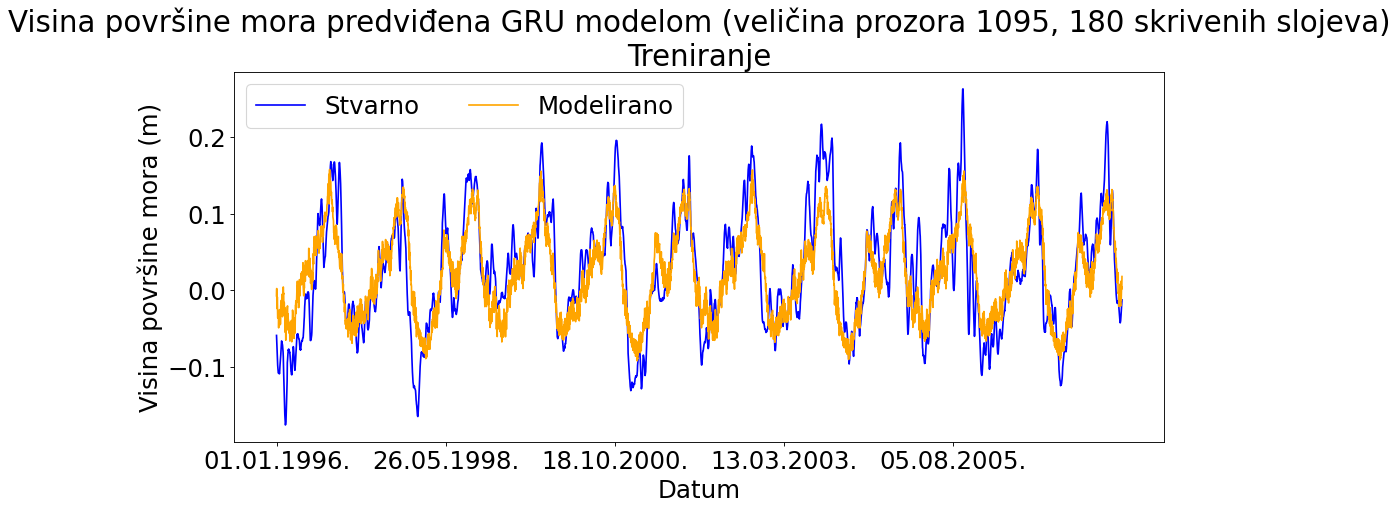 Visina površine mora predviđena GRU modelom (veličina prozora 1095, 180 skrivenih slojeva)
Treniranje
Stvarno Modelirano
Visina površine mora (m)
0.2
0.1
0.0
−0.1
01.01.1996. 26.05.1998. 18.10.2000. 13.03.2003. 05.08.2005.
Datum